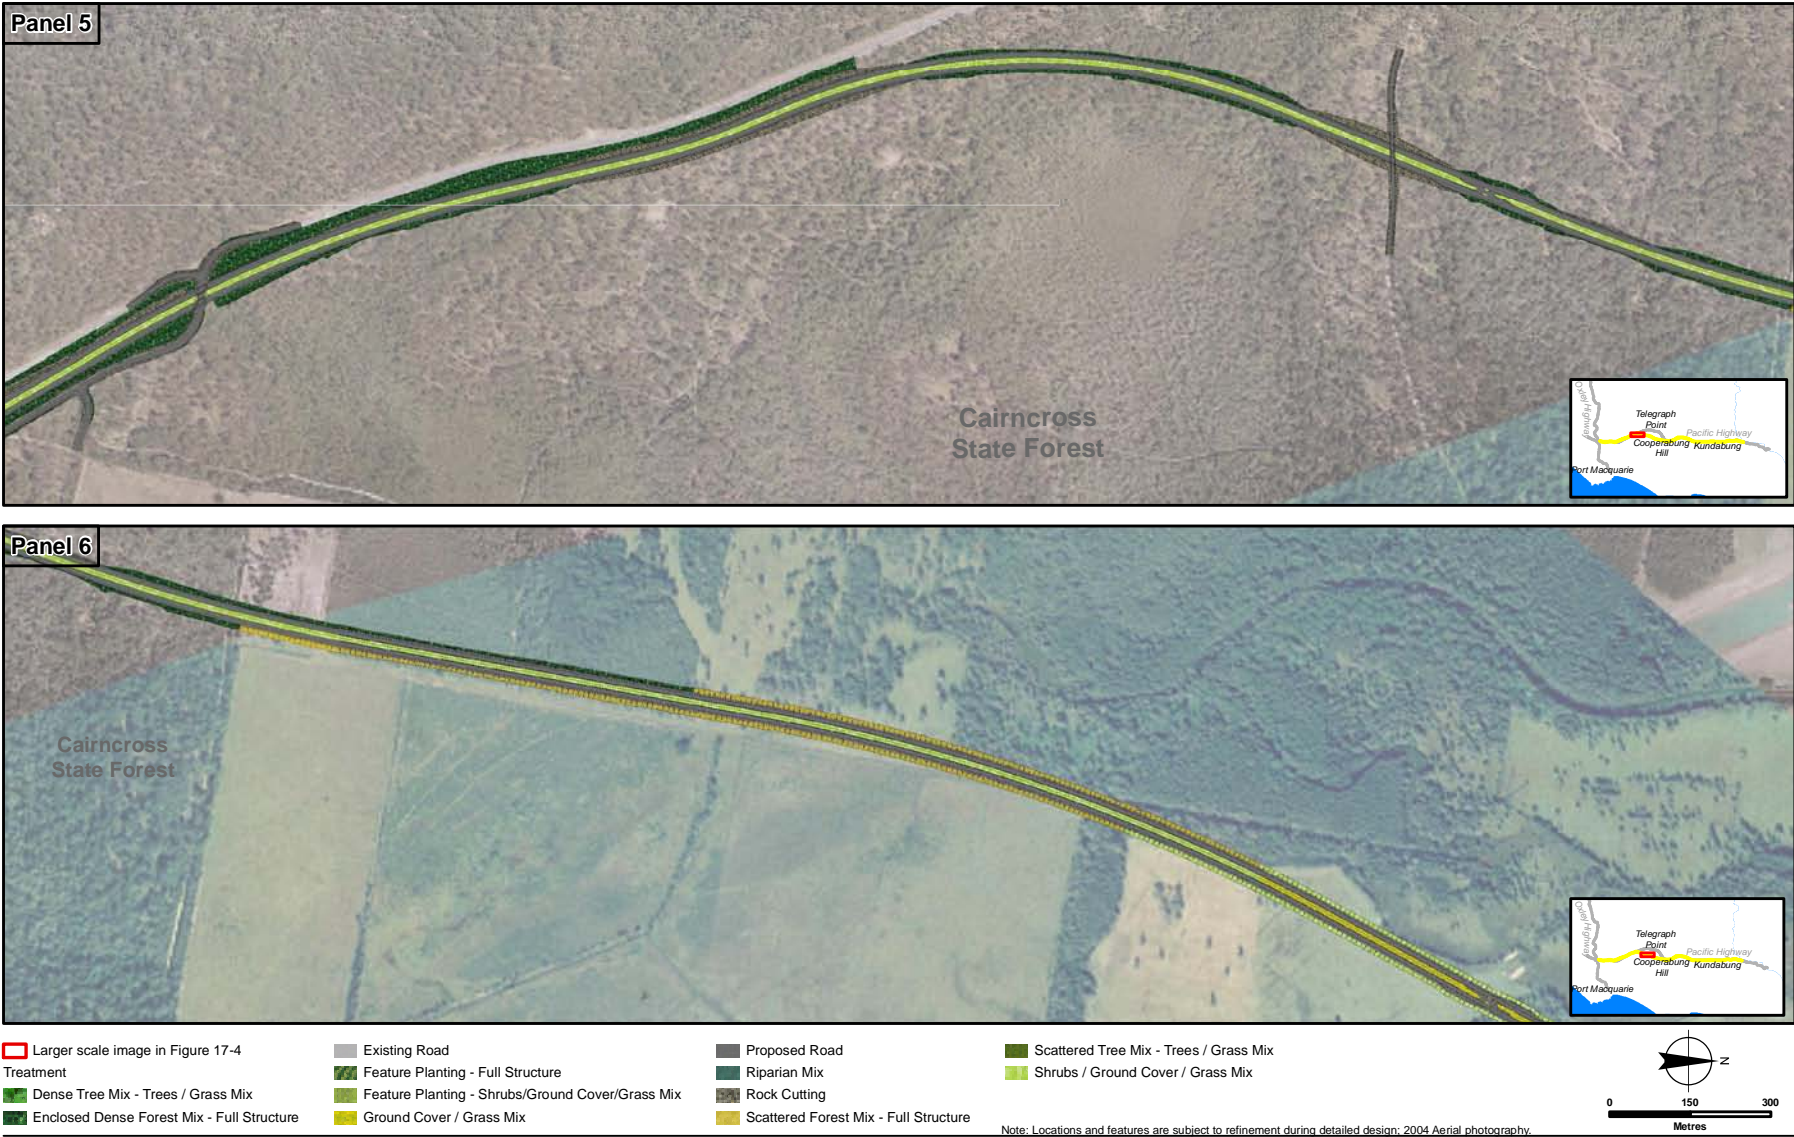 Panel 5
Cairncross
State Forest
Oxley Highway
Telegraph
Point
Pacific Highway
Cooperabung
Hill
Kundabung
Port Macquarie
Panel 6
Cairncross
State Forest
Oxley Highway
Telegraph
Point
Pacific Highway
Cooperabung
Hill
Kundabung
Port Macquarie
Larger scale image in Figure 17-4
Treatment
Dense Tree Mix - Trees / Grass Mix
Enclosed Dense Forest Mix - Full Structure
Existing Road
Feature Planting - Full Structure
Feature Planting - Shrubs/Ground Cover/Grass Mix
Ground Cover / Grass Mix
Proposed Road
Riparian Mix
Rock Cutting
Scattered Forest Mix - Full Structure
Scattered Tree Mix - Trees / Grass Mix
Shrubs / Ground Cover / Grass Mix
Note: Locations and features are subject to refinement during detailed design; 2004 Aerial photography.
N
0 150 300
Metres